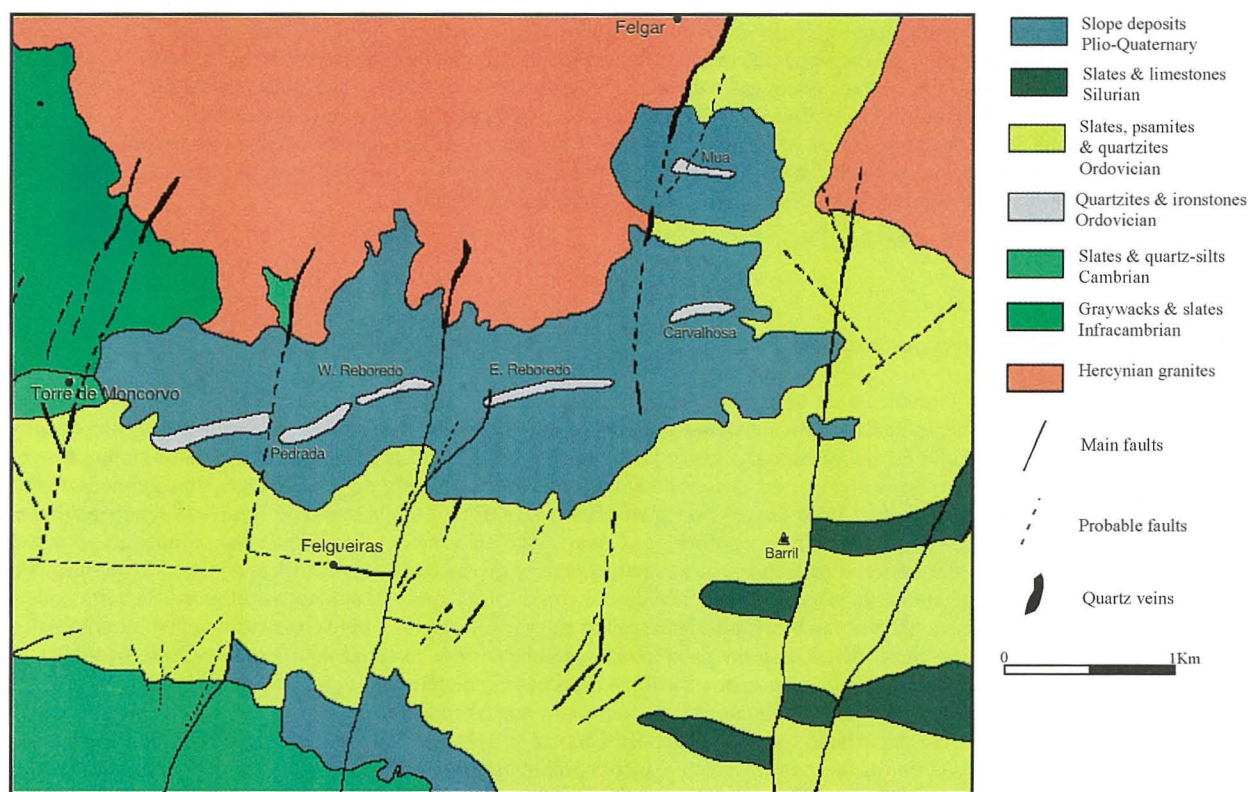 Felgar
Mua
Carvalhosa
W. Reboredo
E. Reboredo
Torre de Moncorvo
Pedrada
Felgueiras
Barril
Slope deposits
Plio-Quaternary
Slates & limestones
Silurian
Slates, psamites
& quartzites
Ordovician
Quartzites & ironstones
Ordovician
Slates & quartz-silts
Cambrian
Graywacks & slates
Infracambrian
Hercynian granites
Main faults
Probable faults
Quartz veins
0 1Km